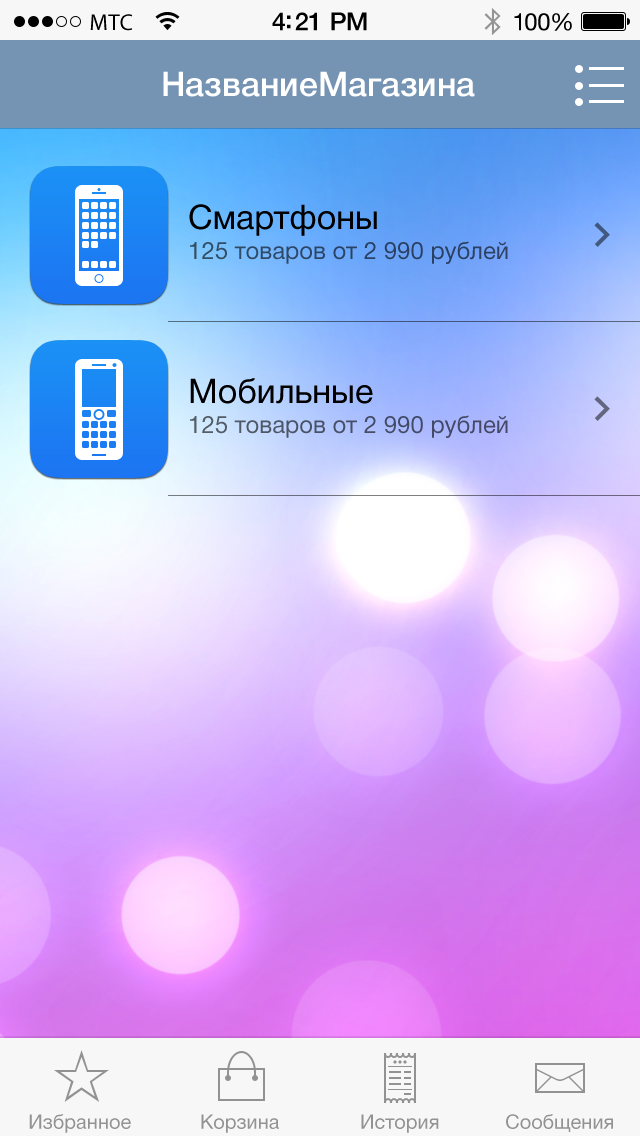 МТС 4:21 PM 100%
НазваниеМагазина
Смартфоны
125 товаров от 2 990 рублей
Мобильные
125 товаров от 2 990 рублей
Избранное Корзина История Сообщения